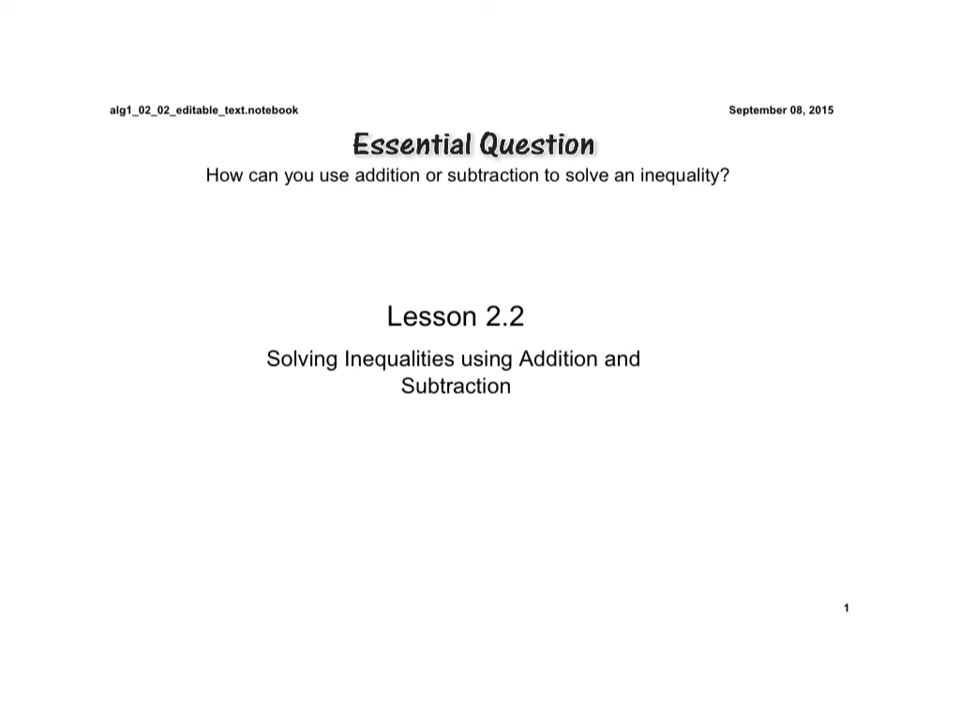 alg1_02_02_editable_text.notebook
September 08, 2015
Essential Question
How can you use addition or subtraction to solve an inequality?
Lesson 2.2
Solving Inequalities using Addition and
Subtraction
1